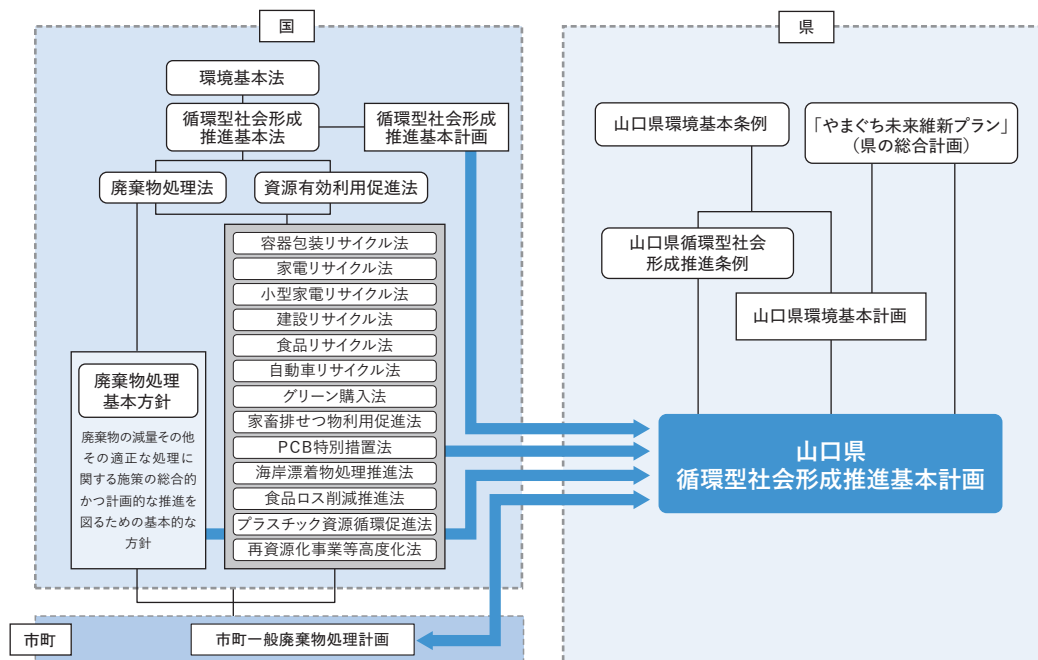 国
環境基本法
循環型社会形成
推進基本法
循環型社会形成
推進基本計画
廃棄物処理法
資源有効利用促進法
容器包装リサイクル法
家電リサイクル法
小型家電リサイクル法
建設リサイクル法
食品リサイクル法
自動車リサイクル法
グリーン購入法
家畜排せつ物利用促進法
PCB特別措置法
海岸漂着物処理推進法
食品ロス削減推進法
プラスチック資源循環促進法
再資源化事業等高度化法
廃棄物処理
基本方針
廃棄物の減量その他
その適正な処理に
関する施策の総合的
かつ計画的な推進を
図るための基本的な
方針
市町
市町一般廃棄物処理計画
県
山口県環境基本条例
「やまぐち未来維新プラン」
（県の総合計画）
山口県循環型社会
形成推進条例
山口県環境基本計画
山口県
循環型社会形成推進基本計画